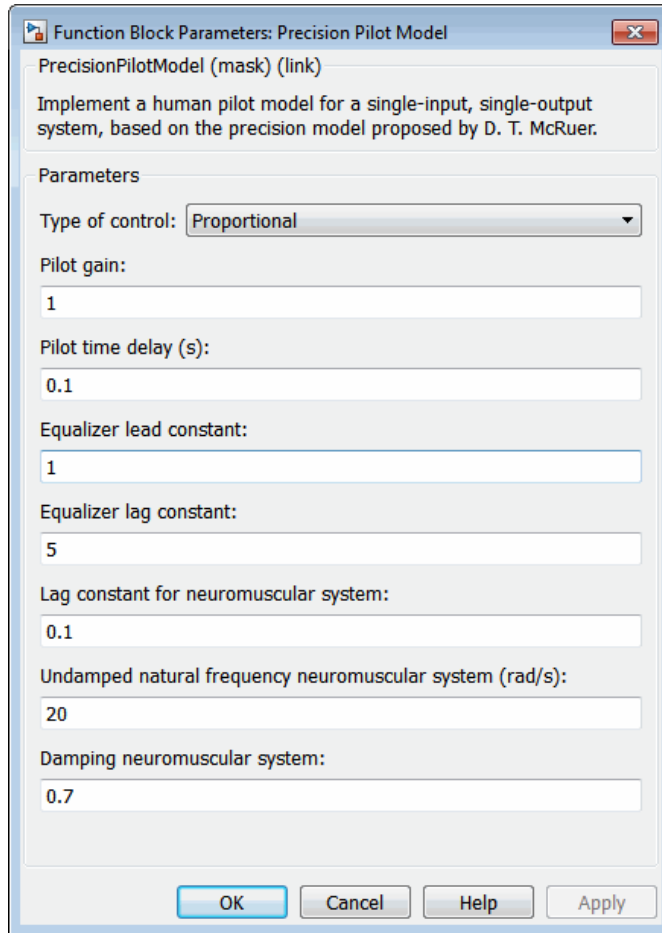 Function Block Parameters: Precision Pilot Model
PrecisionPilotModel (mask) (link)
Implement a human pilot model for a single-input, single-output
system, based on the precision model proposed by D. T. McRuer.
Parameters
Type of control: Proportional
Pilot gain:
1
Pilot time delay (s):
0.1
Equalizer lead constant:
1
Equalizer lag constant:
5
Lag constant for neuromuscular system:
0.1
Undamped natural frequency neuromuscular system (rad/s):
20
Damping neuromuscular system:
0.7
OK Cancel Help Apply